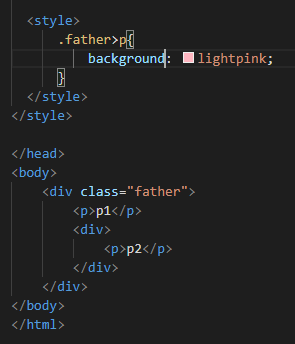 <style>
.father>p{
background: lightpink;
}
</style>
</style>
</head>
<body>
<div class="father">
<p>p1</p>
<div>
<p>p2</p>
</div>
</div>
</body>
</html>